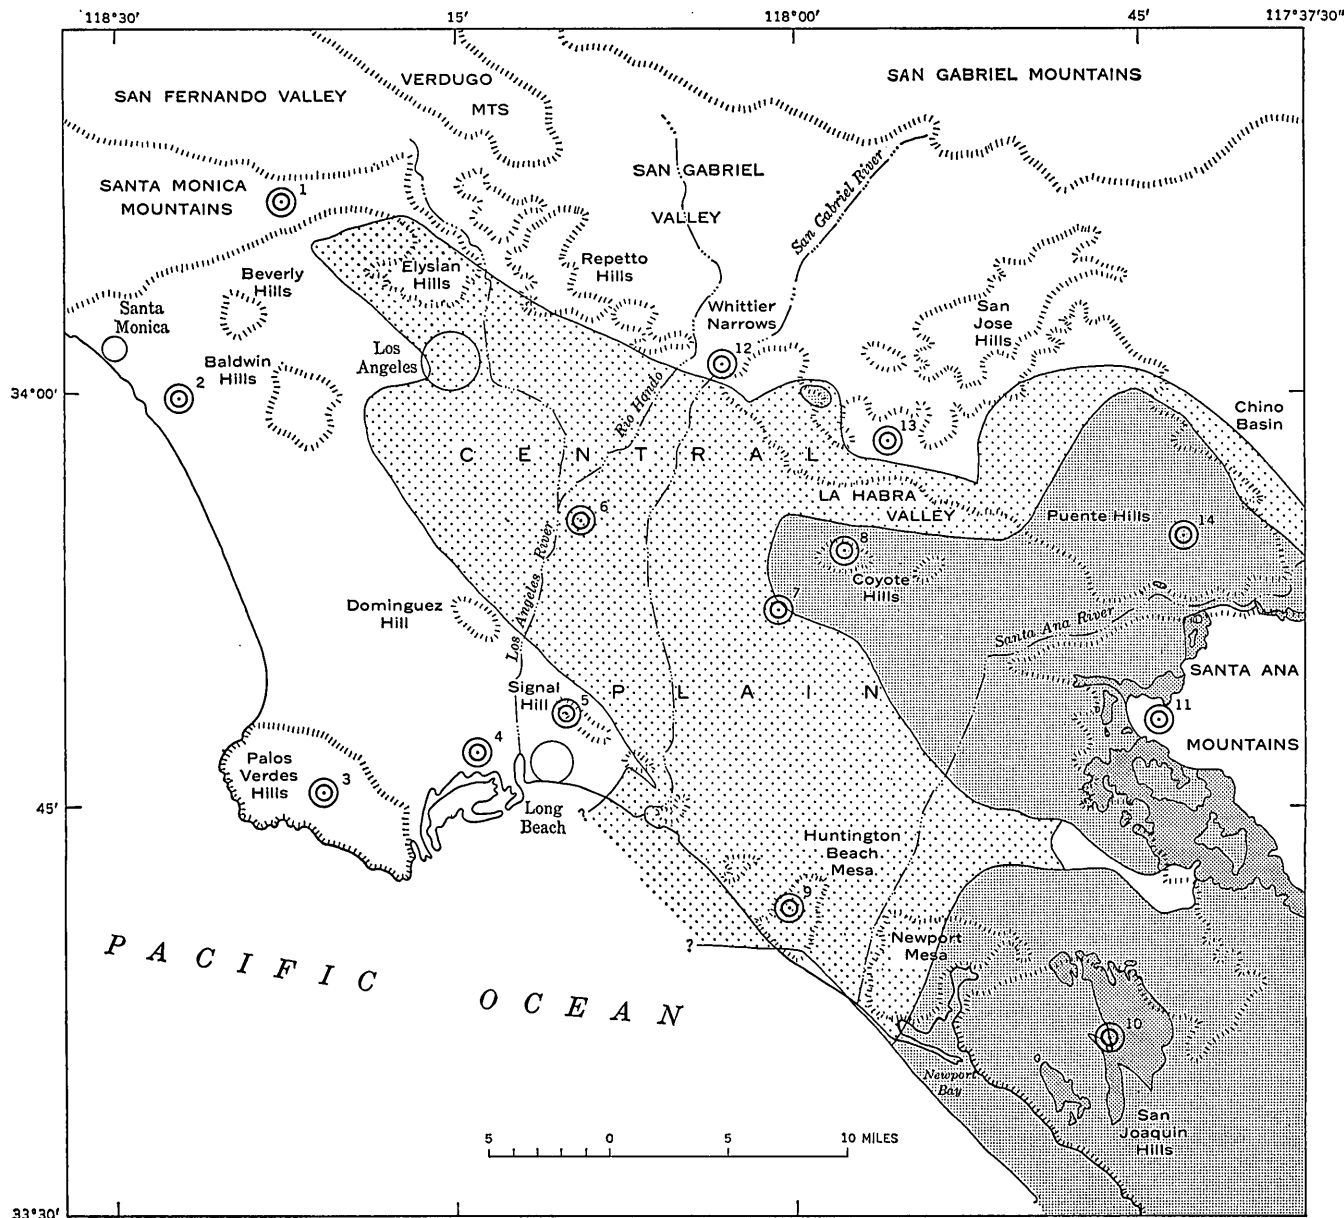 118°30'
15'
118°00'
45'
117°37'30"
SAN FERNANDO VALLEY
VERDUGO
MTS
SAN GABRIEL MOUNTAINS
SANTA MONICA
MOUNTAINS
1
SAN GABRIEL
VALLEY
San Gabriel River
Beverly
Hills
Elysian
Hills
Repetto
Hills
Santa
Monica
Whittier
Narrows
San
Jose
Hills
Los
Angeles
12
Baldwin
Hills
2
34°00'
Rio Hondo
Chino
Basin
13
CENTRAL
LA HABRA
VALLEY
6
Puente Hills
14
8
Coyote
Hills
Los Angeles River
7
Dominguez
Hill
Santa Ana River
SANTA ANA
MOUNTAINS
11
Signal
Hill
5
PLAIN
4
Palos
Verdes
Hills
3
45'
Long
Beach
?
Huntington
Beach
Mesa
9
?
Newport
Mesa
PACIFIC OCEAN
10
Newport
Bay
San
Joaquin
Hills
5 0 5 10 MILES
33°30'